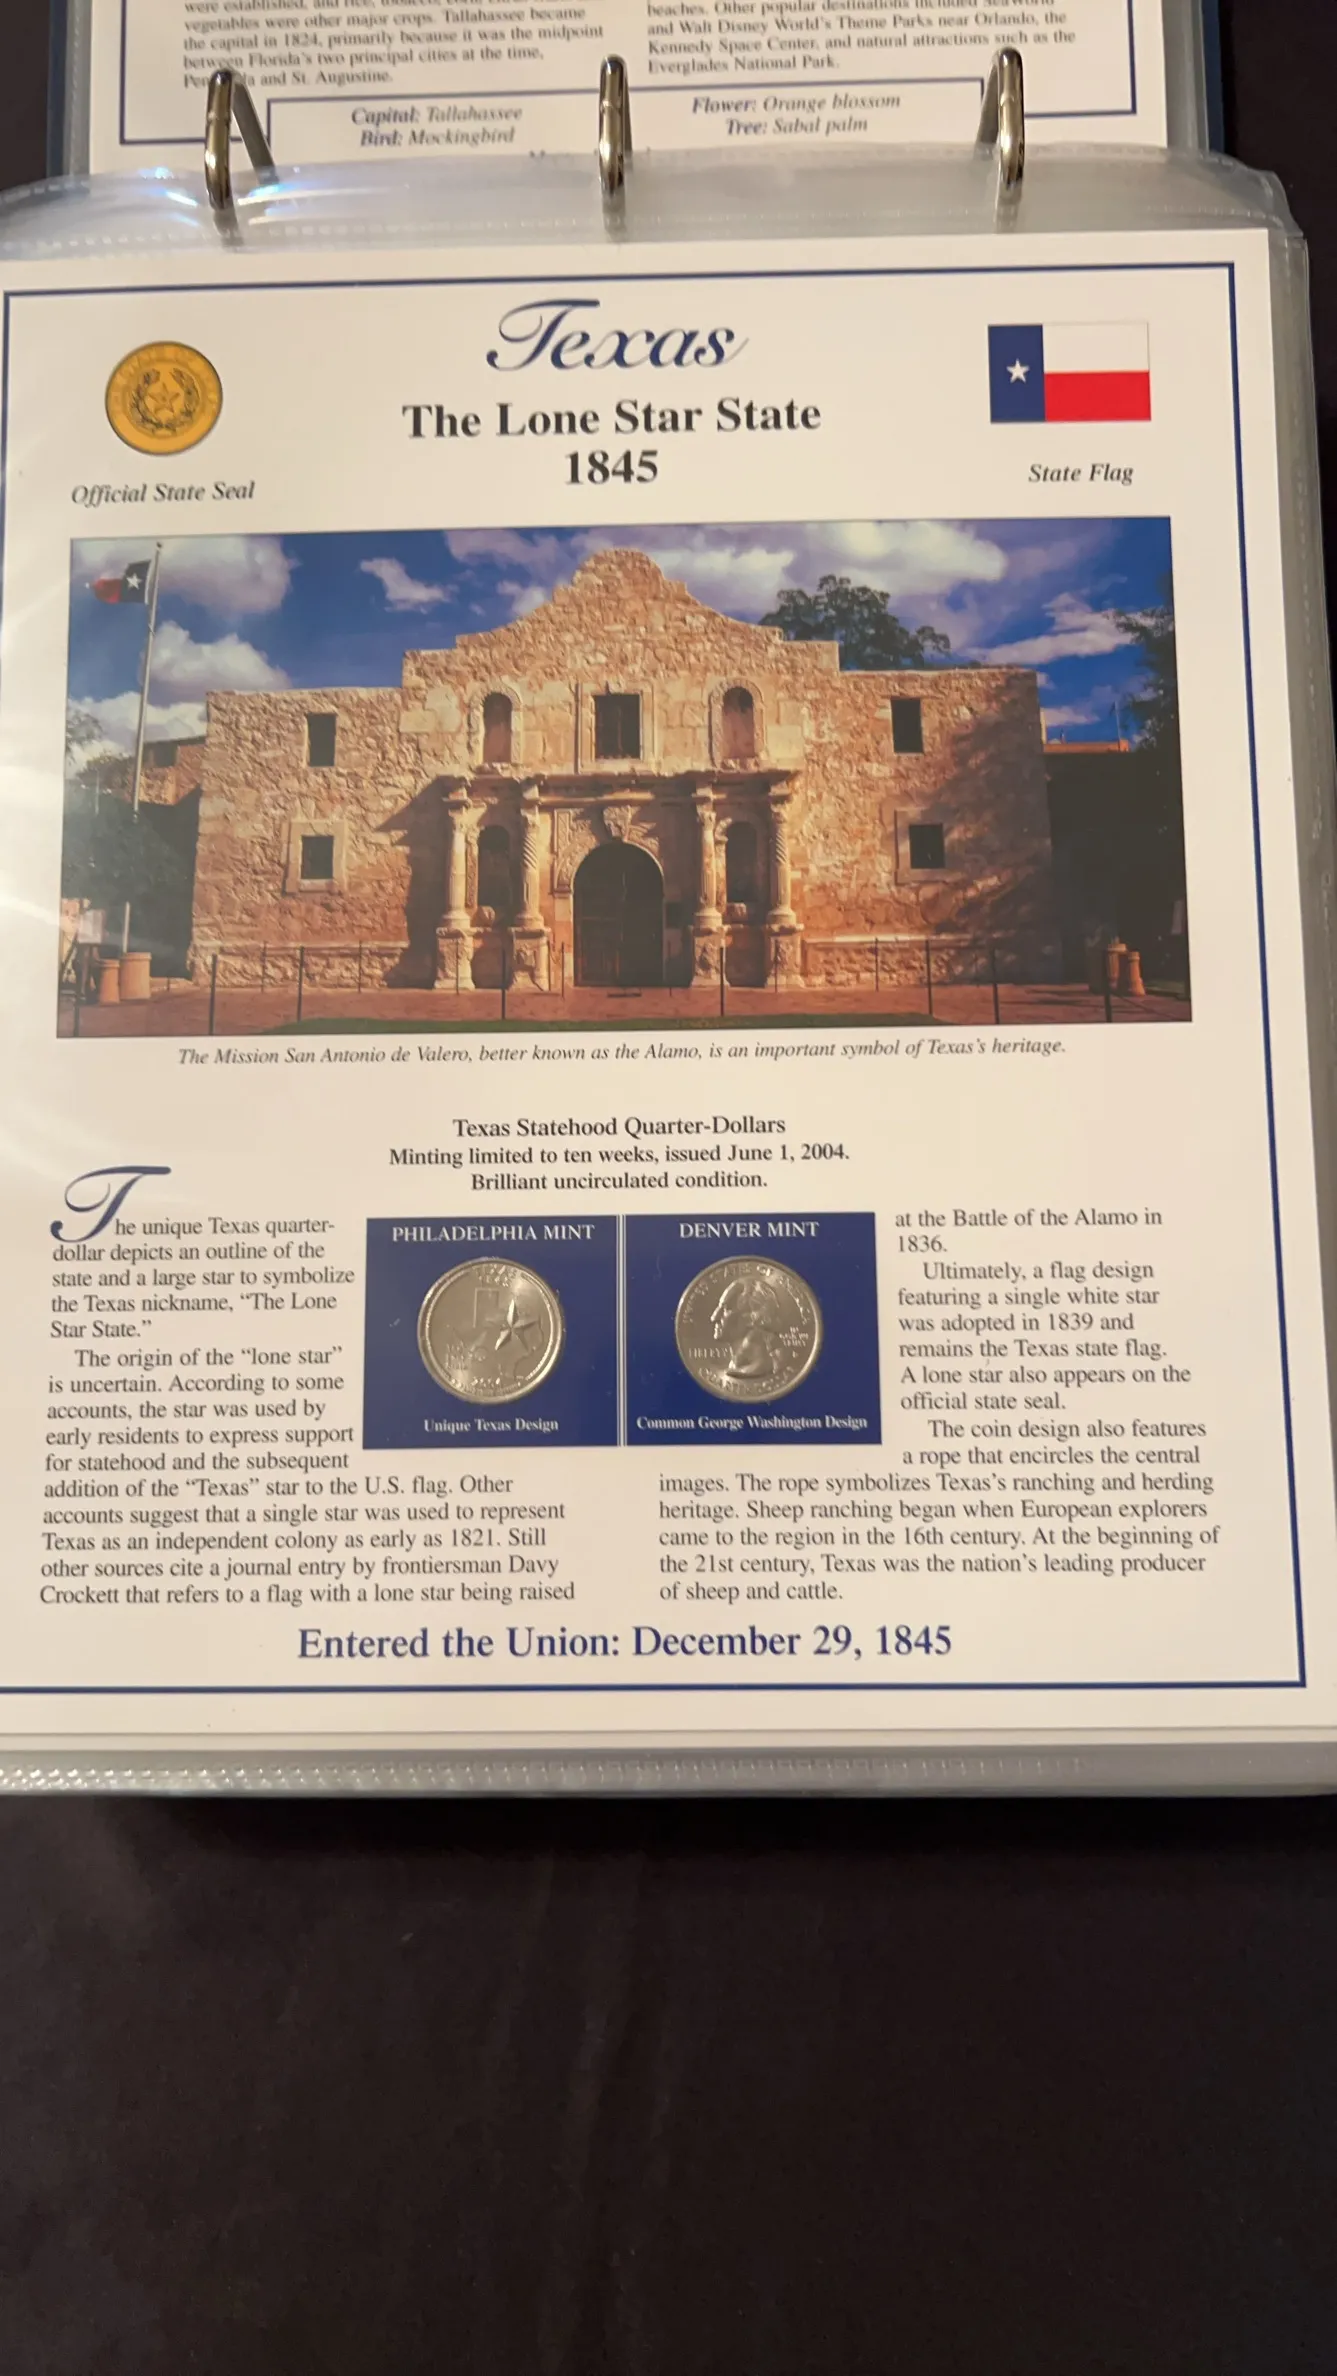 vegetables were other major crops. Tallahassee became
the capital in 1824, primarily because it was the midpoint
between Florida's two principal cities at the time,
and St. Augustine.
beaches. Other popular destinations included SeaWorld
and Walt Disney World's Theme Parks near Orlando, the
Kennedy Space Center, and natural attractions such as the
Everglades National Park.
Capital: Tallahassee
Bird: Mockingbird
Flower: Orange blossom
Tree: Sabal palm
Texas
The Lone Star State
1845
Official State Seal
State Flag
The Mission San Antonio de Valero, better known as the Alamo, is an important symbol of Texas's heritage.
Texas Statehood Quarter-Dollars
Minting limited to ten weeks, issued June 1, 2004.
Brilliant uncirculated condition.
The unique Texas quarter-
dollar depicts an outline of the
state and a large star to symbolize
the Texas nickname, "The Lone
Star State."
The origin of the "lone star"
is uncertain. According to some
accounts, the star was used by
early residents to express support
for statehood and the subsequent
addition of the "Texas" star to the U.S. flag. Other
accounts suggest that a single star was used to represent
Texas as an independent colony as early as 1821. Still
other sources cite a journal entry by frontiersman Davy
Crockett that refers to a flag with a lone star being raised
PHILADELPHIA MINT
Unique Texas Design
DENVER MINT
Common George Washington Design
at the Battle of the Alamo in
1836.
Ultimately, a flag design
featuring a single white star
was adopted in 1839 and
remains the Texas state flag.
A lone star also appears on the
official state seal.
The coin design also features
a rope that encircles the central
images. The rope symbolizes Texas's ranching and herding
heritage. Sheep ranching began when European explorers
came to the region in the 16th century. At the beginning of
the 21st century, Texas was the nation's leading producer
of sheep and cattle.
Entered the Union: December 29, 1845